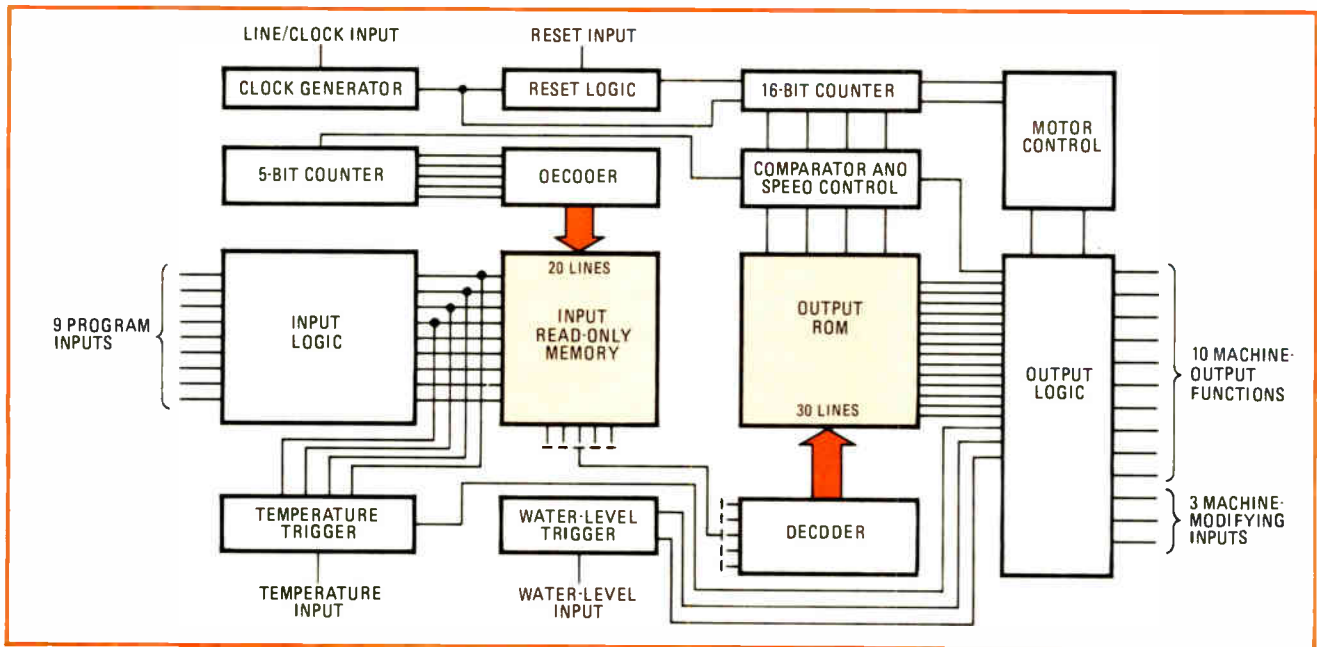 LINE/CLOCK INPUT
RESET INPUT
CLOCK GENERATOR
RESET LOGIC
16-BIT COUNTER
MOTOR
CONTROL
5-BIT COUNTER
OECOOER
COMPARATOR AND
SPEEO CONTROL
9 PROGRAM
INPUTS
INPUT
LOGIC
20 LINES
INPUT
READ-ONLY
MEMORY
OUTPUT
ROM
30 LINES
OUTPUT
LOGIC
10 MACHINE-
OUTPUT
FUNCTIONS
TEMPERATURE
TRIGGER
WATER-LEVEL
TRIGGER
DECDDER
3 MACHINE-
MODIFYING
INPUTS
TEMPERATURE
INPUT
WATER-LEVEL
INPUT